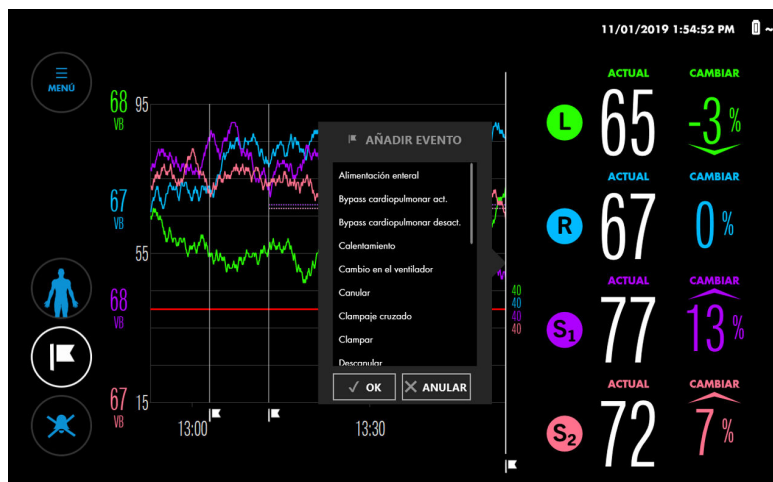 11/01/2019 1:54:52 PM
MENÚ
68
VB
67
VB
68
VB
67
VB
95
55
15
13:00
13:30
40
40
40
40
AÑADIR EVENTO
Alimentación enteral
Bypass cardiopulmonar act.
Bypass cardiopulmonar desact.
Calentamiento
Cambio en el ventilador
Canular
Clampaje cruzado
Clampar
Descanular
OK
ANULAR
ACTUAL CAMBIAR
L 65 -3 %
ACTUAL CAMBIAR
R 67 0 %
ACTUAL CAMBIAR
S1 77 13 %
ACTUAL CAMBIAR
S2 72 7 %